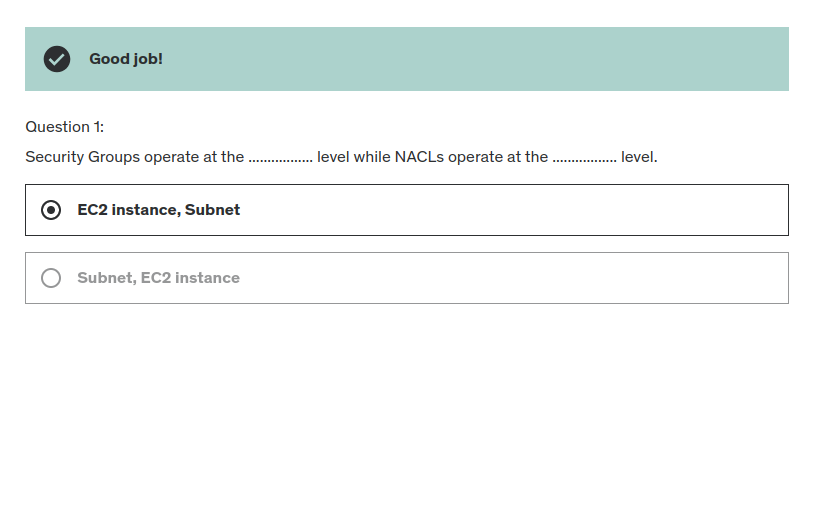 Good job!
Question 1:
Security Groups operate at the ................. level while NACLs operate at the ................. level.
EC2 instance, Subnet
Subnet, EC2 instance